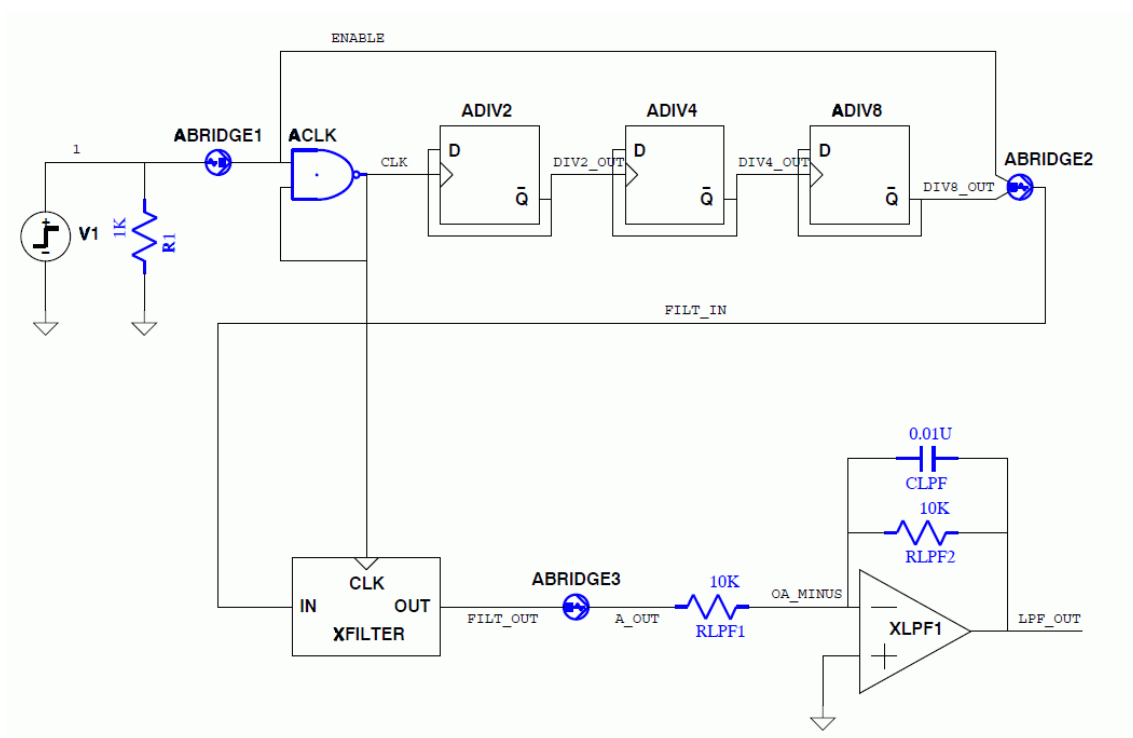 ENABLE
ADIV2 ADIV4 ADIV8
ABRIDGE1 ACLK
1 CLK D DIV2_OUT D DIV4_OUT D ABRIDGE2
Q̅ Q̅ Q̅ DIV8_OUT
+
V1 1K R1
-
FILT_IN
0.01U
CLPF
10K
RLPF2
CLK ABRIDGE3 10K OA_MINUS
IN OUT
FILT_OUT A_OUT RLPF1 XLPF1 LPF_OUT
XFILTER